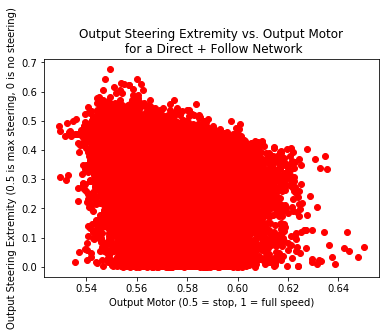 Output Steering Extremity vs. Output Motor
for a Direct + Follow Network
Output Steering Extremity (0.5 is max steering, 0 is no steering)
0.7
0.6
0.5
0.4
0.3
0.2
0.1
0.0
0.54 0.56 0.58 0.60 0.62 0.64
Output Motor (0.5 = stop, 1 = full speed)